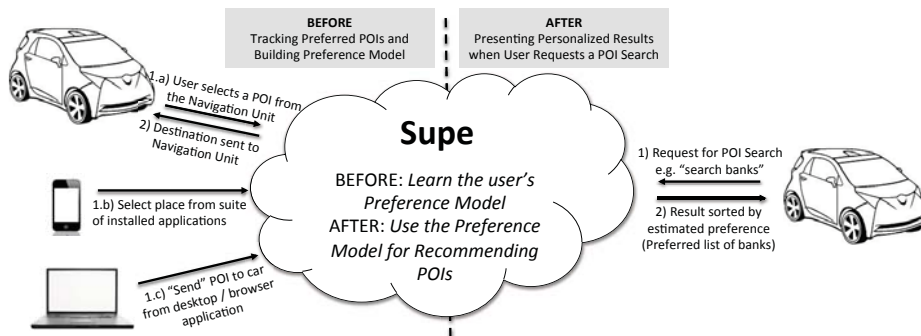 BEFORE
Tracking Preferred POIs and
Building Preference Model
AFTER
Presenting Personalized Results
when User Requests a POI Search
1.a) User selects a POI from
the Navigation Unit
2) Destination sent to
Navigation Unit
1.b) Select place from suite
of installed applications
1.c) “Send” POI to car
from desktop / browser
application
Supe
BEFORE: Learn the user’s
Preference Model
AFTER: Use the Preference
Model for Recommending
POIs
1) Request for POI Search
e.g. “search banks”
2) Result sorted by
estimated preference
(Preferred list of banks)